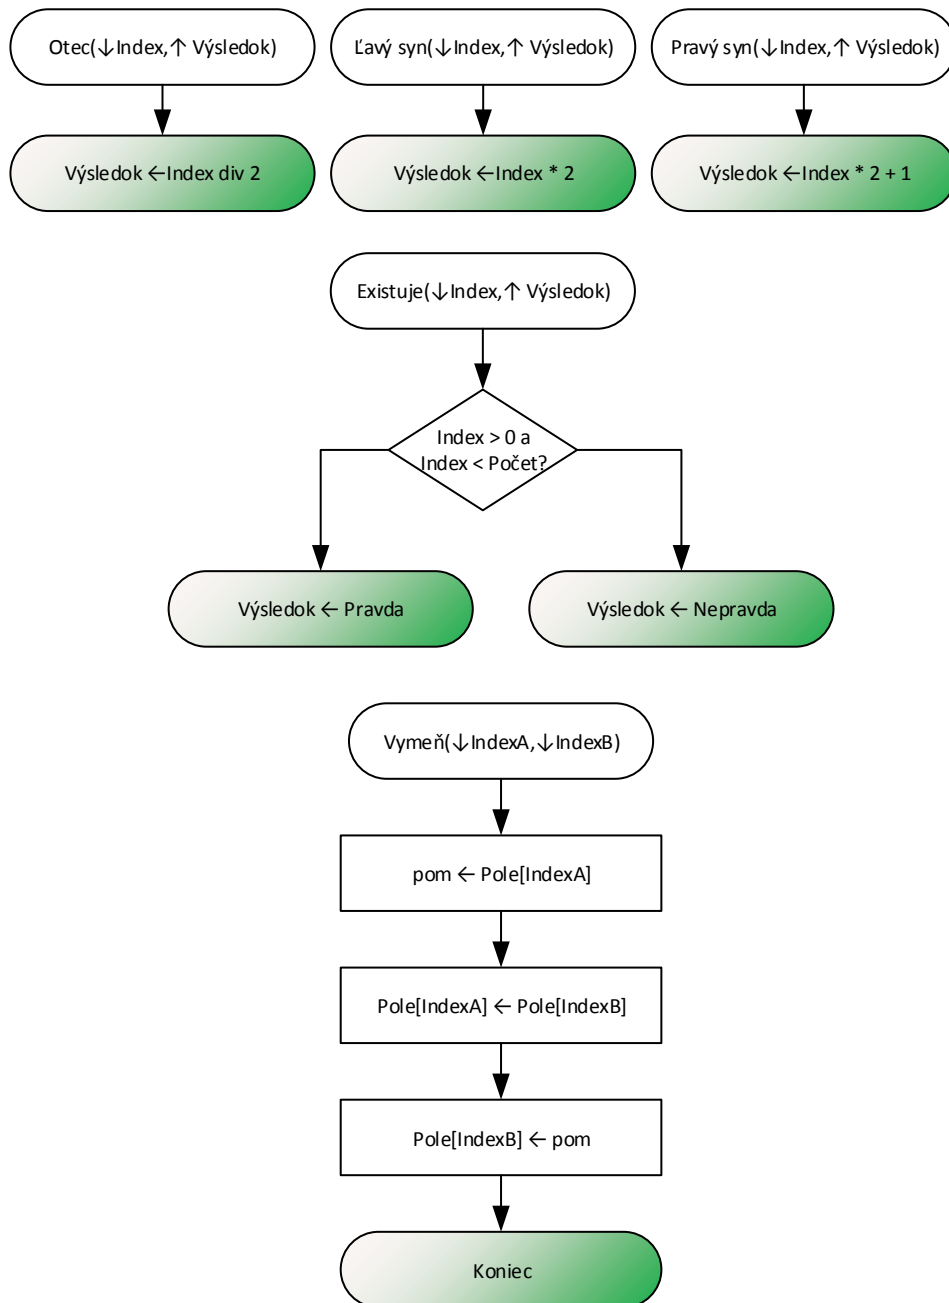 Otec(↓Index,↑ Výsledok)
Ľavý syn(↓Index,↑ Výsledok)
Pravý syn(↓Index,↑ Výsledok)
Výsledok ←Index div 2
Výsledok ←Index * 2
Výsledok ←Index * 2 + 1
Existuje(↓Index,↑ Výsledok)
Index > 0 a
Index < Počet?
Výsledok ← Pravda
Výsledok ← Nepravda
Vymeň(↓IndexA,↓IndexB)
pom ← Pole[IndexA]
Pole[IndexA] ← Pole[IndexB]
Pole[IndexB] ← pom
Koniec